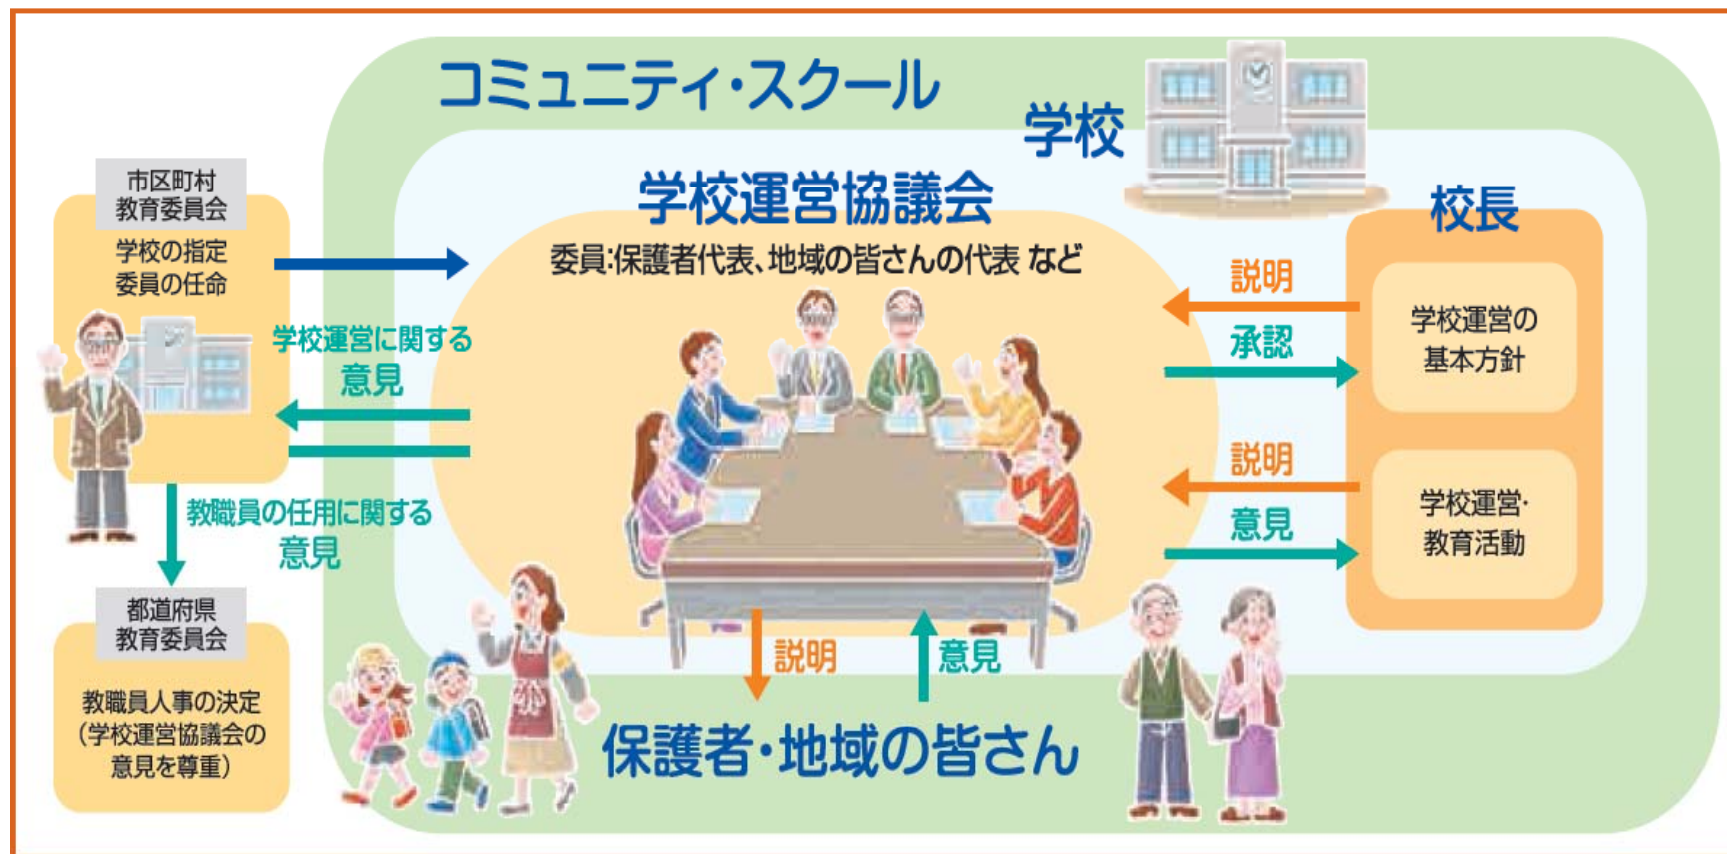 コミュニティ・スクール
学校
市区町村
教育委員会
学校の指定
委員の任命
学校運営協議会
委員:保護者代表、地域の皆さんの代表 など
校長
説明
承認
学校運営の
基本方針
学校運営に関する
意見
説明
意見
学校運営・
教育活動
教職員の任用に関する
意見
都道府県
教育委員会
教職員人事の決定
(学校運営協議会の
意見を尊重)
説明
意見
保護者・地域の皆さん